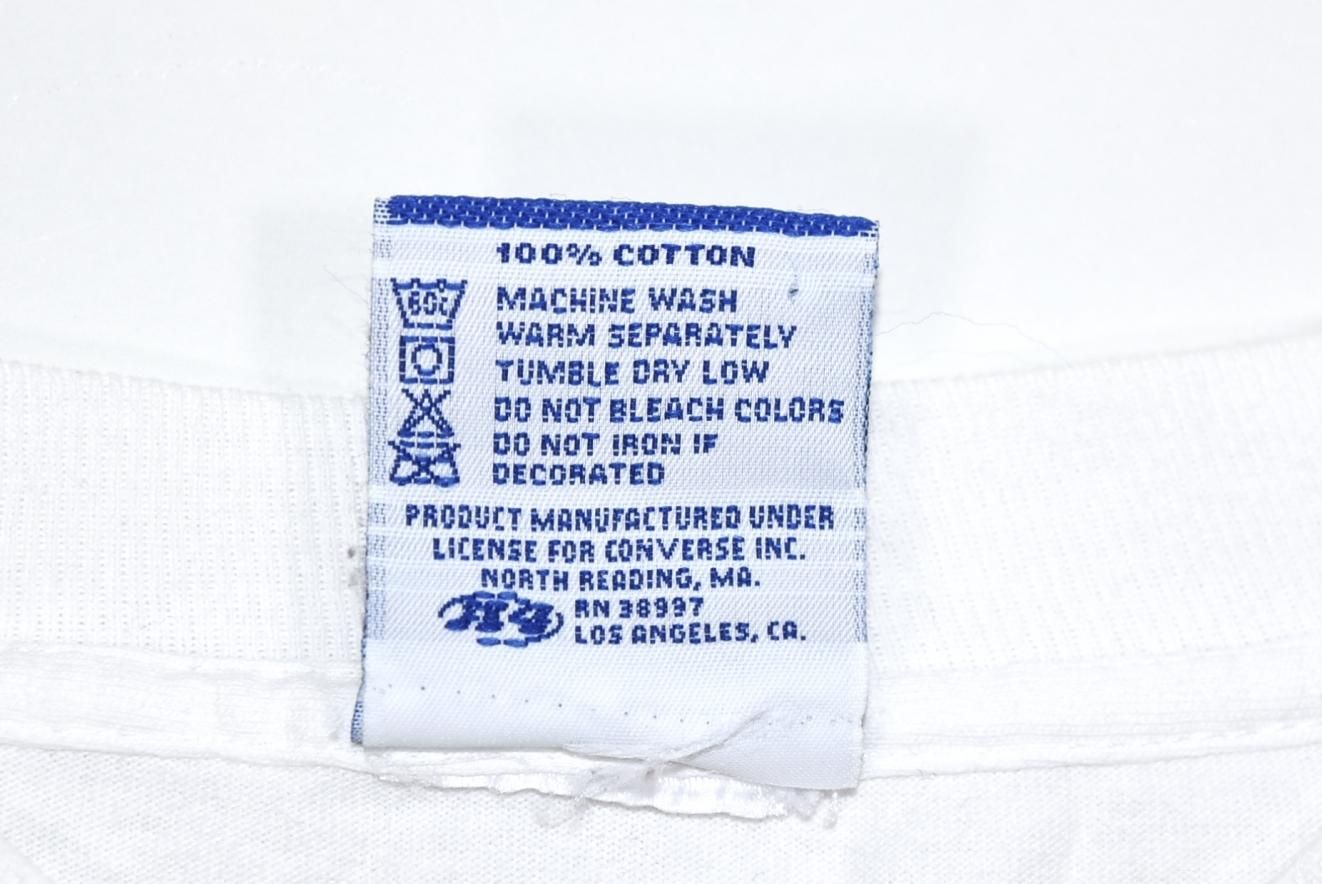 100% COTTON
60c
MACHINE WASH
WARM SEPARATELY
TUMBLE DRY LOW
DO NOT BLEACH COLORS
DO NOT IRON IF
DECORATED
PRODUCT MANUFACTURED UNDER
LICENSE FOR CONVERSE INC.
NORTH READING, MA.
RN 38997
LOS ANGELES, CA.